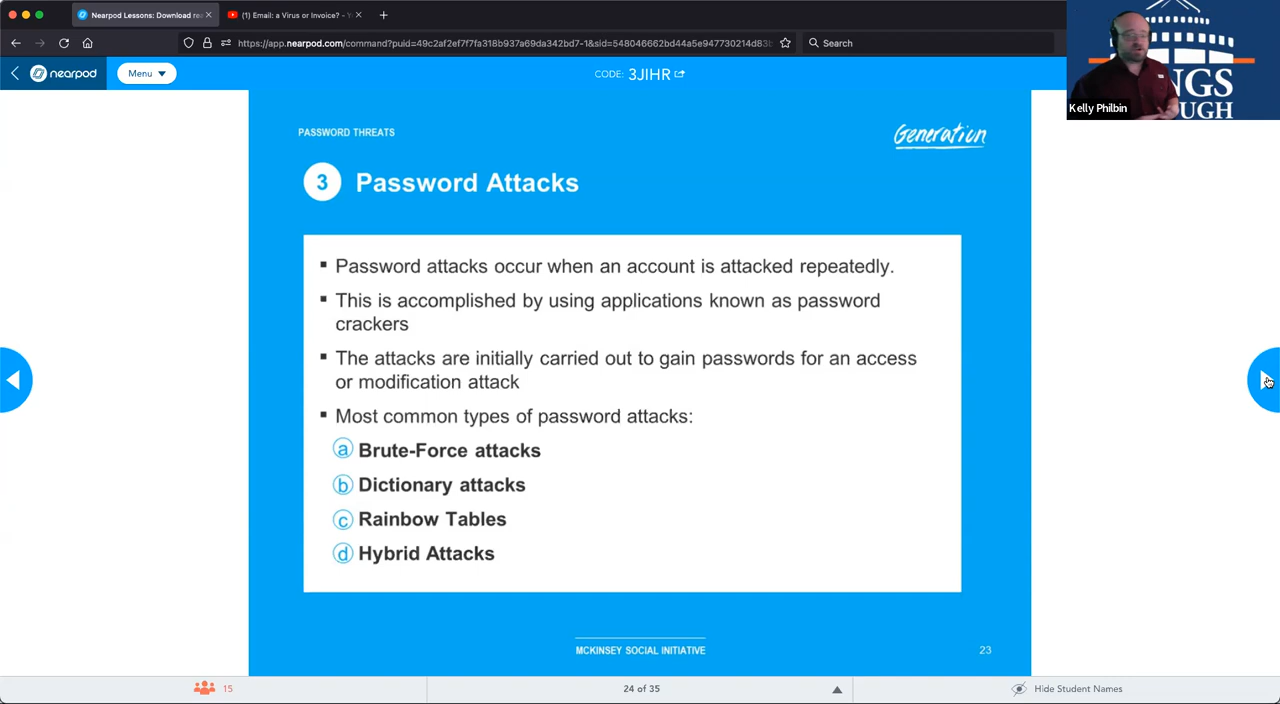 Nearpod Lessons: Download re
(1) Email: a Virus or Invoice? - Y
https://app.nearpod.com/command?puid=49c2af2ef7f7fa318b937a69da342bd7-1&sid=548046662bd44a5e947730214d83b
Search
nearpod
Menu
CODE: 3JIHR
NGS
UGH
Kelly Philbin
PASSWORD THREATS
Generation
3 Password Attacks
▪ Password attacks occur when an account is attacked repeatedly.
▪ This is accomplished by using applications known as password
crackers
▪ The attacks are initially carried out to gain passwords for an access
or modification attack
▪ Most common types of password attacks:
a Brute-Force attacks
b Dictionary attacks
c Rainbow Tables
d Hybrid Attacks
MCKINSEY SOCIAL INITIATIVE
23
15
24 of 35
Hide Student Names